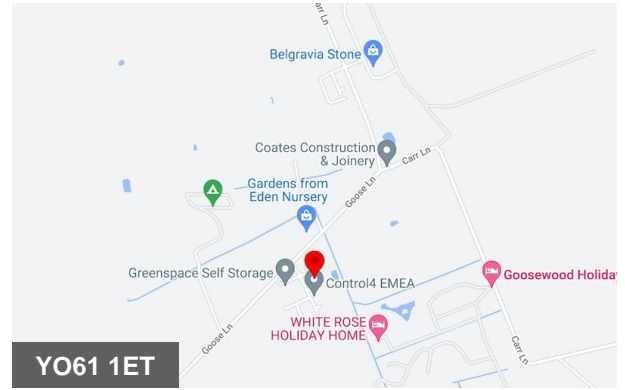 Carr Ln
Belgravia Stone
Coates Construction
& Joinery
Carr Ln
Gardens from
Eden Nursery
Goose Ln
Greenspace Self Storage
Control4 EMEA
Goosewood Holiday
WHITE ROSE
HOLIDAY HOME
Goose Ln
Carr Ln
YO61 1ET